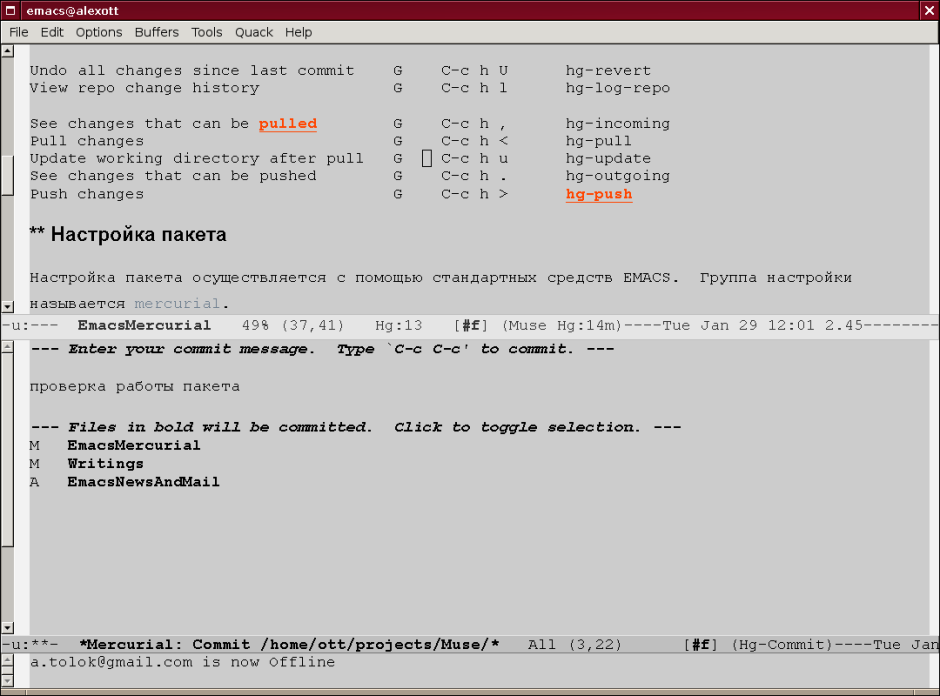 emacs@alexott
File Edit Options Buffers Tools Quack Help
Undo all changes since last commit G C-c h U hg-revert
View repo change history G C-c h l hg-log-repo
See changes that can be pulled G C-c h , hg-incoming
Pull changes G C-c h < hg-pull
Update working directory after pull G C-c h u hg-update
See changes that can be pushed G C-c h . hg-outgoing
Push changes G C-c h > hg-push
** Настройка пакета
Настройка пакета осуществляется с помощью стандартных средств EMACS. Группа настройки
называется mercurial.
-u:--- EmacsMercurial 49% (37,41) Hg:13 [#f] (Muse Hg:14m)----Tue Jan 29 12:01 2.45--------
--- Enter your commit message. Type `C-c C-c' to commit. ---
проверка работы пакета
--- Files in bold will be committed. Click to toggle selection. ---
M EmacsMercurial
M Writings
A EmacsNewsAndMail
-u:**- *Mercurial: Commit /home/ott/projects/Muse/* All (3,22) [#f] (Hg-Commit)----Tue Jan
a.tolok@gmail.com is now Offline